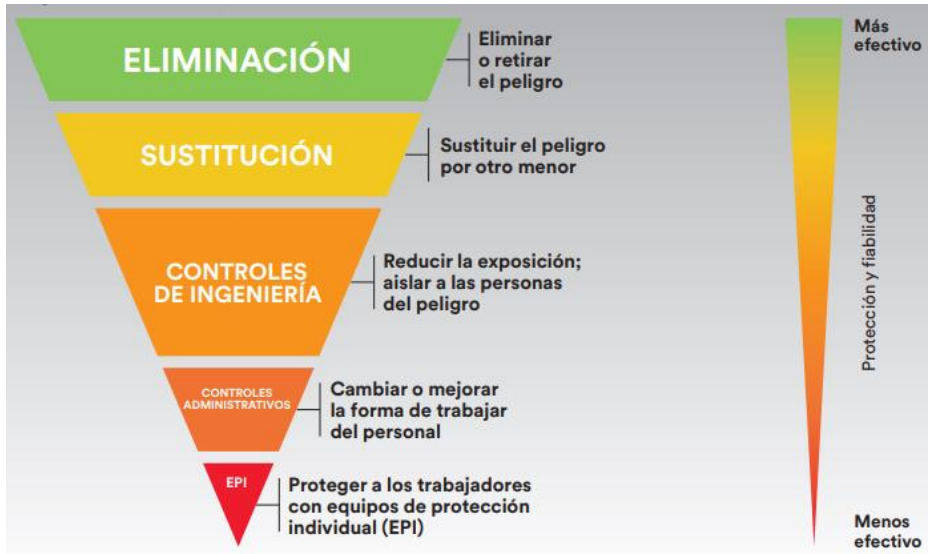 ELIMINACIÓN
Eliminar
o retirar
el peligro
SUSTITUCIÓN
Sustituir el peligro
por otro menor
CONTROLES
DE INGENIERÍA
Reducir la exposición;
aislar a las personas
del peligro
CONTROLES
ADMINISTRATIVOS
Cambiar o mejorar
la forma de trabajar
del personal
EPI
Proteger a los trabajadores
con equipos de protección
individual (EPI)
Más
efectivo
Protección y fiabilidad
Menos
efectivo